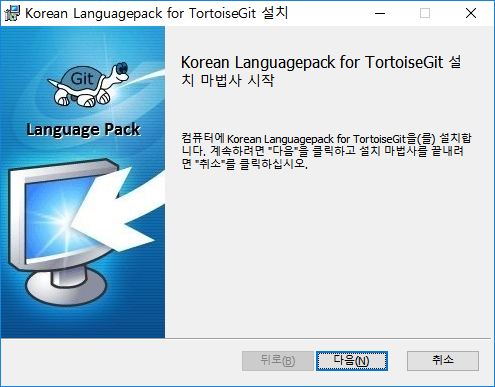 Korean Languagepack for TortoiseGit 설치
Git
Language Pack
Korean Languagepack for TortoiseGit 설
치 마법사 시작
컴퓨터에 Korean Languagepack for TortoiseGit을(를) 설치합
니다. 계속하려면 "다음"을 클릭하고 설치 마법사를 끝내려
면 "취소"를 클릭하십시오.
뒤로(B)
다음(N)
취소